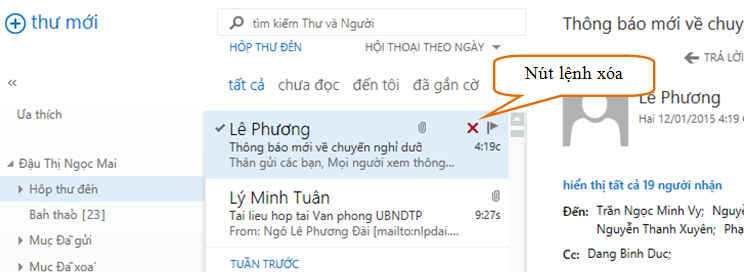 thư mới
«
Ưa thích
Đậu Thị Ngọc Mai
Hộp thư đến
Bah thaò [23]
Muc Đã gửi
Muc Đã xoá
tìm kiếm Thư và Người
HỘP THƯ ĐẾN HỘI THOẠI THEO NGÀY
tất cả chưa đọc đến tôi đã gắn cờ
Lê Phương
Thông báo mới về chuyến nghỉ dưỡ 4:19c
Thân gửi các bạn, Mọi người xem thông...
Lý Minh Tuân
Tai lieu hop tai Van phong UBNDTP 9:27s
From: Ngô Lê Phương Đài [mailto:nlpdai....
TUẦN TRƯỚC
Nút lệnh xóa
Thông báo mới về chuy
TRẢ LỜI
Lê Phương
Hai 12/01/2015 4:19
hiển thị tất cả 19 người nhận
Đến: Trần Ngọc Minh Vy; Nguyễ
Nguyễn Thanh Xuyên; Phạ
Cc: Dang Binh Duc;